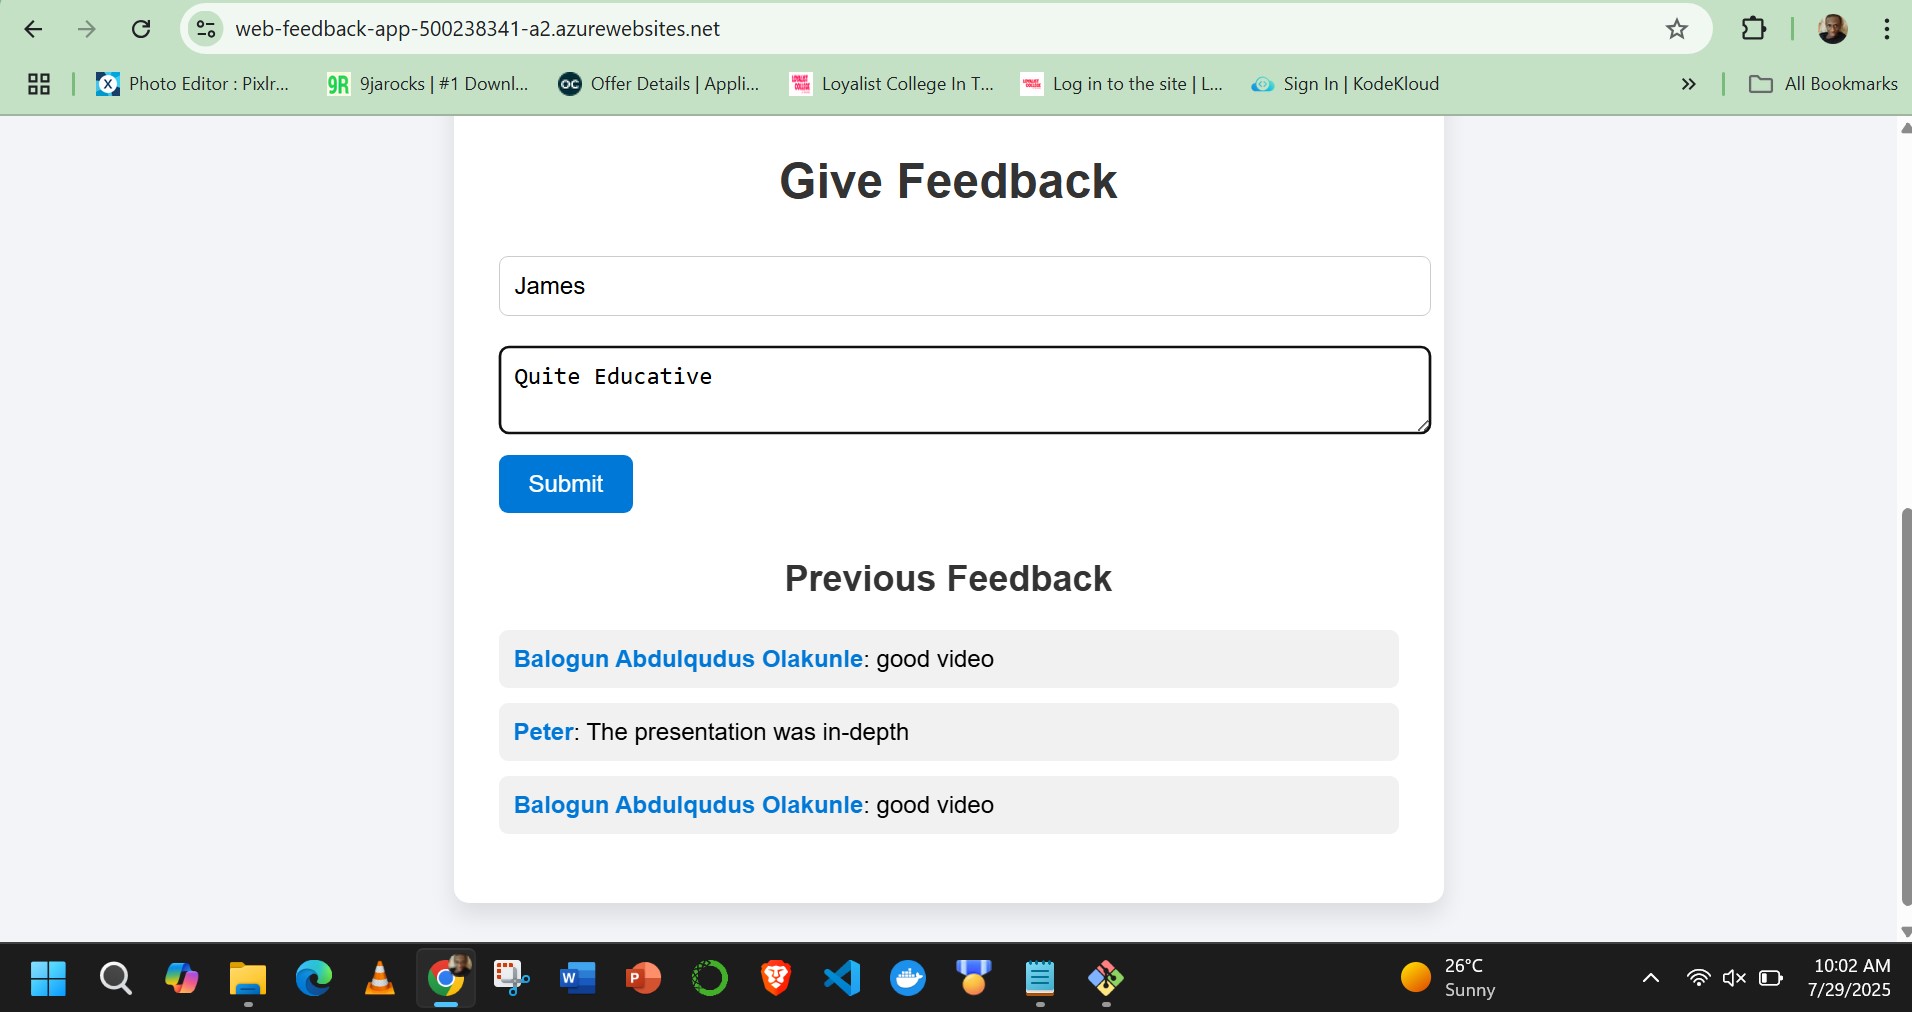 web-feedback-app-500238341-a2.azurewebsites.net
Photo Editor : Pixlr...
9R
9jarocks | #1 Downl...
OC
Offer Details | Appli...
Loyalist College In T...
Log in to the site | L...
Sign In | KodeKloud
All Bookmarks
Give Feedback
James
Quite Educative
Submit
Previous Feedback
Balogun Abdulqudus Olakunle: good video
Peter: The presentation was in-depth
Balogun Abdulqudus Olakunle: good video
W
P
26°C
Sunny
10:02 AM
7/29/2025